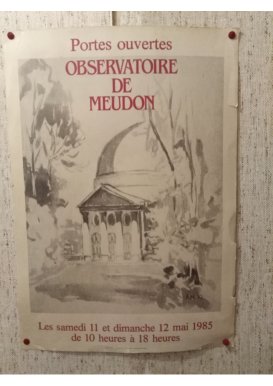 Portes ouvertes
OBSERVATOIRE
DE
MEUDON
Les samedi 11 et dimanche 12 mai 1985
de 10 heures à 18 heures